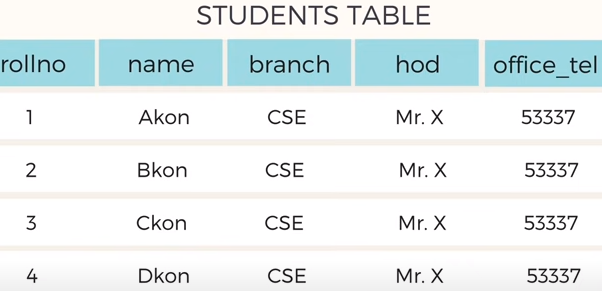 STUDENTS TABLE
rollno name branch hod office_tel
1 Akon CSE Mr. X 53337
2 Bkon CSE Mr. X 53337
3 Ckon CSE Mr. X 53337
4 Dkon CSE Mr. X 53337